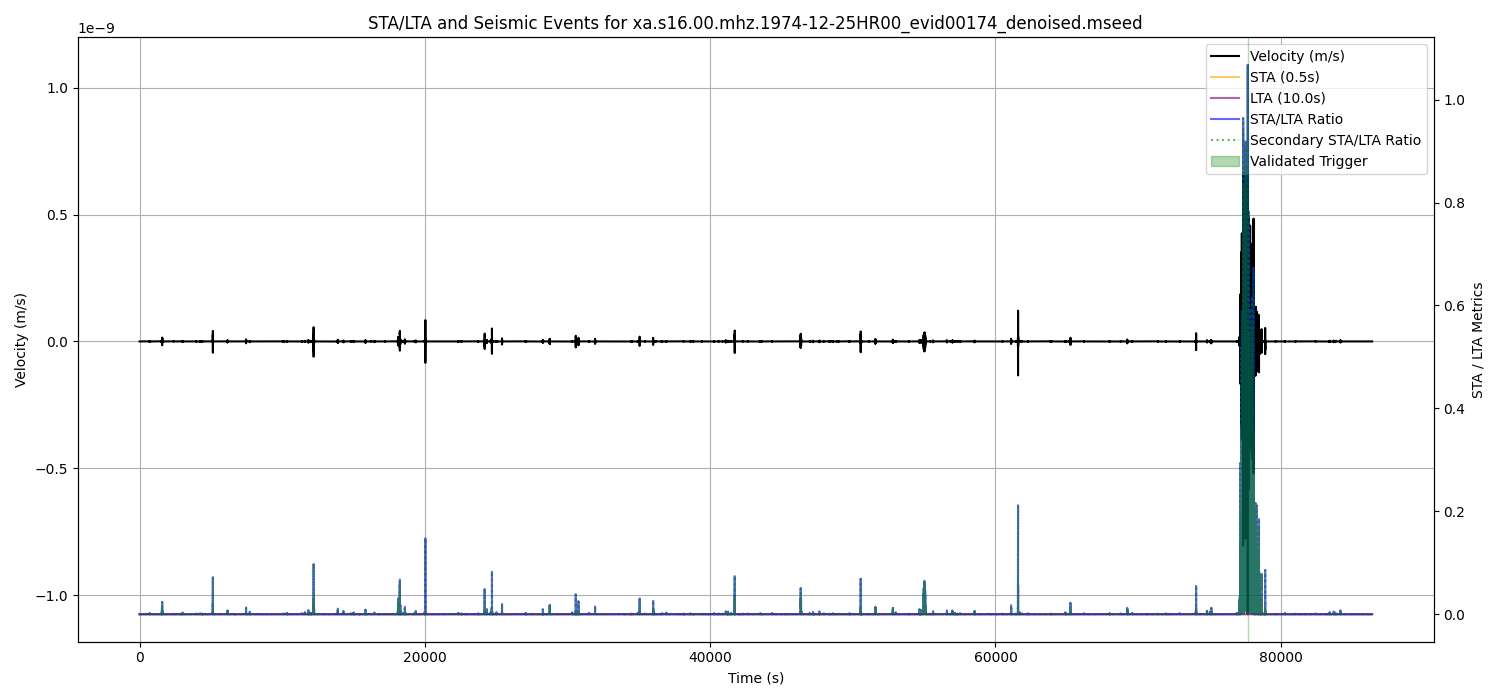 STA/LTA and Seismic Events for xa.s16.00.mhz.1974-12-25HR00_evid00174_denoised.mseed
1e−9
Velocity (m/s)
STA (0.5s)
LTA (10.0s)
STA/LTA Ratio
Secondary STA/LTA Ratio
Validated Trigger
1.0
0.5
0.0
−0.5
−1.0
Velocity (m/s)
1.0
0.8
0.6
0.4
0.2
0.0
STA / LTA Metrics
0
20000
40000
60000
80000
Time (s)